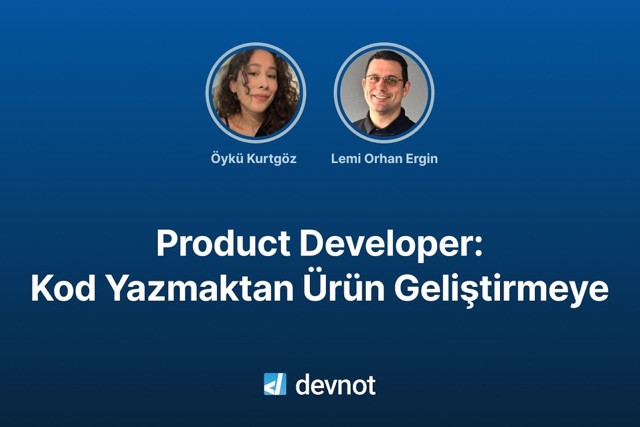 Öykü Kurtgöz
Lemi Orhan Ergin
Product Developer:
Kod Yazmaktan Ürün Geliştirmeye
devnot